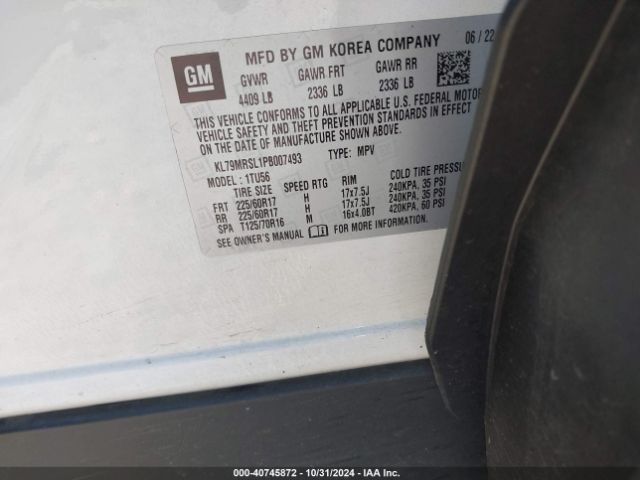 GM
MFD BY GM KOREA COMPANY 06 / 22
GVWR GAWR FRT GAWR RR
4409 LB 2336 LB 2336 LB
THIS VEHICLE CONFORMS TO ALL APPLICABLE U.S. FEDERAL MOTOR
VEHICLE SAFETY AND THEFT PREVENTION STANDARDS IN EFFECT
ON THE DATE OF MANUFACTURE SHOWN ABOVE.
KL79MRSL1PB007493 TYPE: MPV
MODEL : 1TU56
TIRE SIZE SPEED RTG RIM COLD TIRE PRESSU
FRT 225/60R17 H 17x7.5J 240KPA, 35 PSI
RR 225/60R17 H 17x7.5J 240KPA, 35 PSI
SPA T125/70R16 M 16x4.0BT 420KPA, 60 PSI
SEE OWNER'S MANUAL FOR MORE INFORMATION
000-40745872 - 10/31/2024 - IAA Inc.